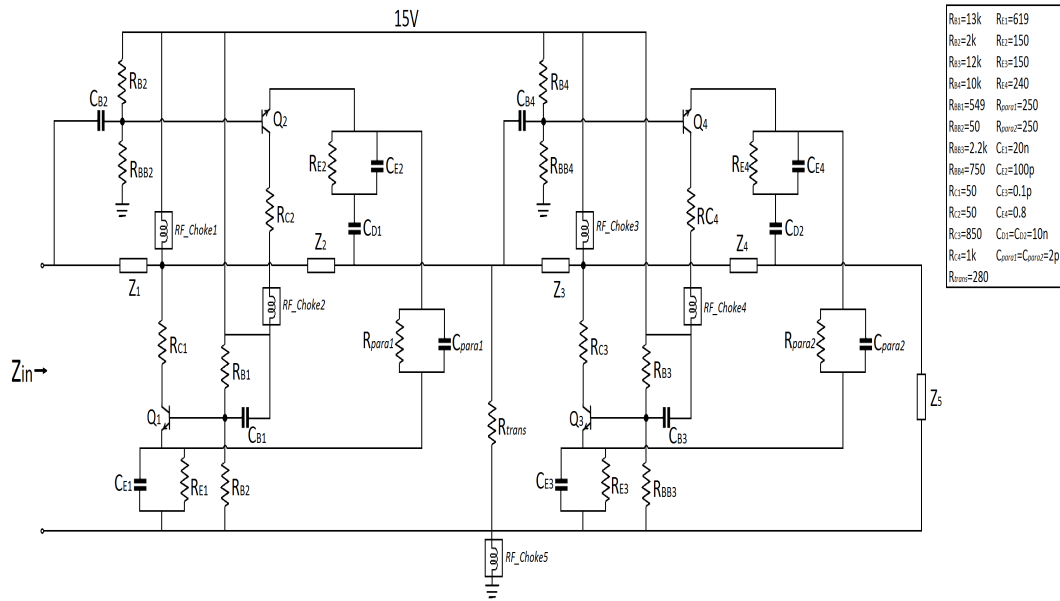 15V
RB2
CB2
Q2
RBB2
RE2
CE2
RC2
CD1
RF_Choke1
Z1
Z2
RF_Choke2
RC1
RB1
Rpara1
Cpara1
Zin→
Q1
CB1
CE1
RE1
RB2
Rtrans
RF_Choke5
RB4
CB4
Q4
RBB4
RE4
CE4
RC4
CD2
RF_Choke3
Z3
Z4
RF_Choke4
RC3
RB3
Rpara2
Cpara2
Z5
Q3
CB3
CE3
RE3
RBB3
RB1=13k RE1=619
RB2=2k RE2=150
RB3=12k RE3=150
RB4=10k RE4=240
RBB1=549 Rpara1=250
RBB2=50 Rpara2=250
RBB3=2.2k CE1=20n
RBB4=750 CE2=100p
RC1=50 CE3=0.1p
RC2=50 CE4=0.8
RC3=850 CD1=CD2=10n
RC4=1k Cpara1=Cpara2=2p
Rtrans=280